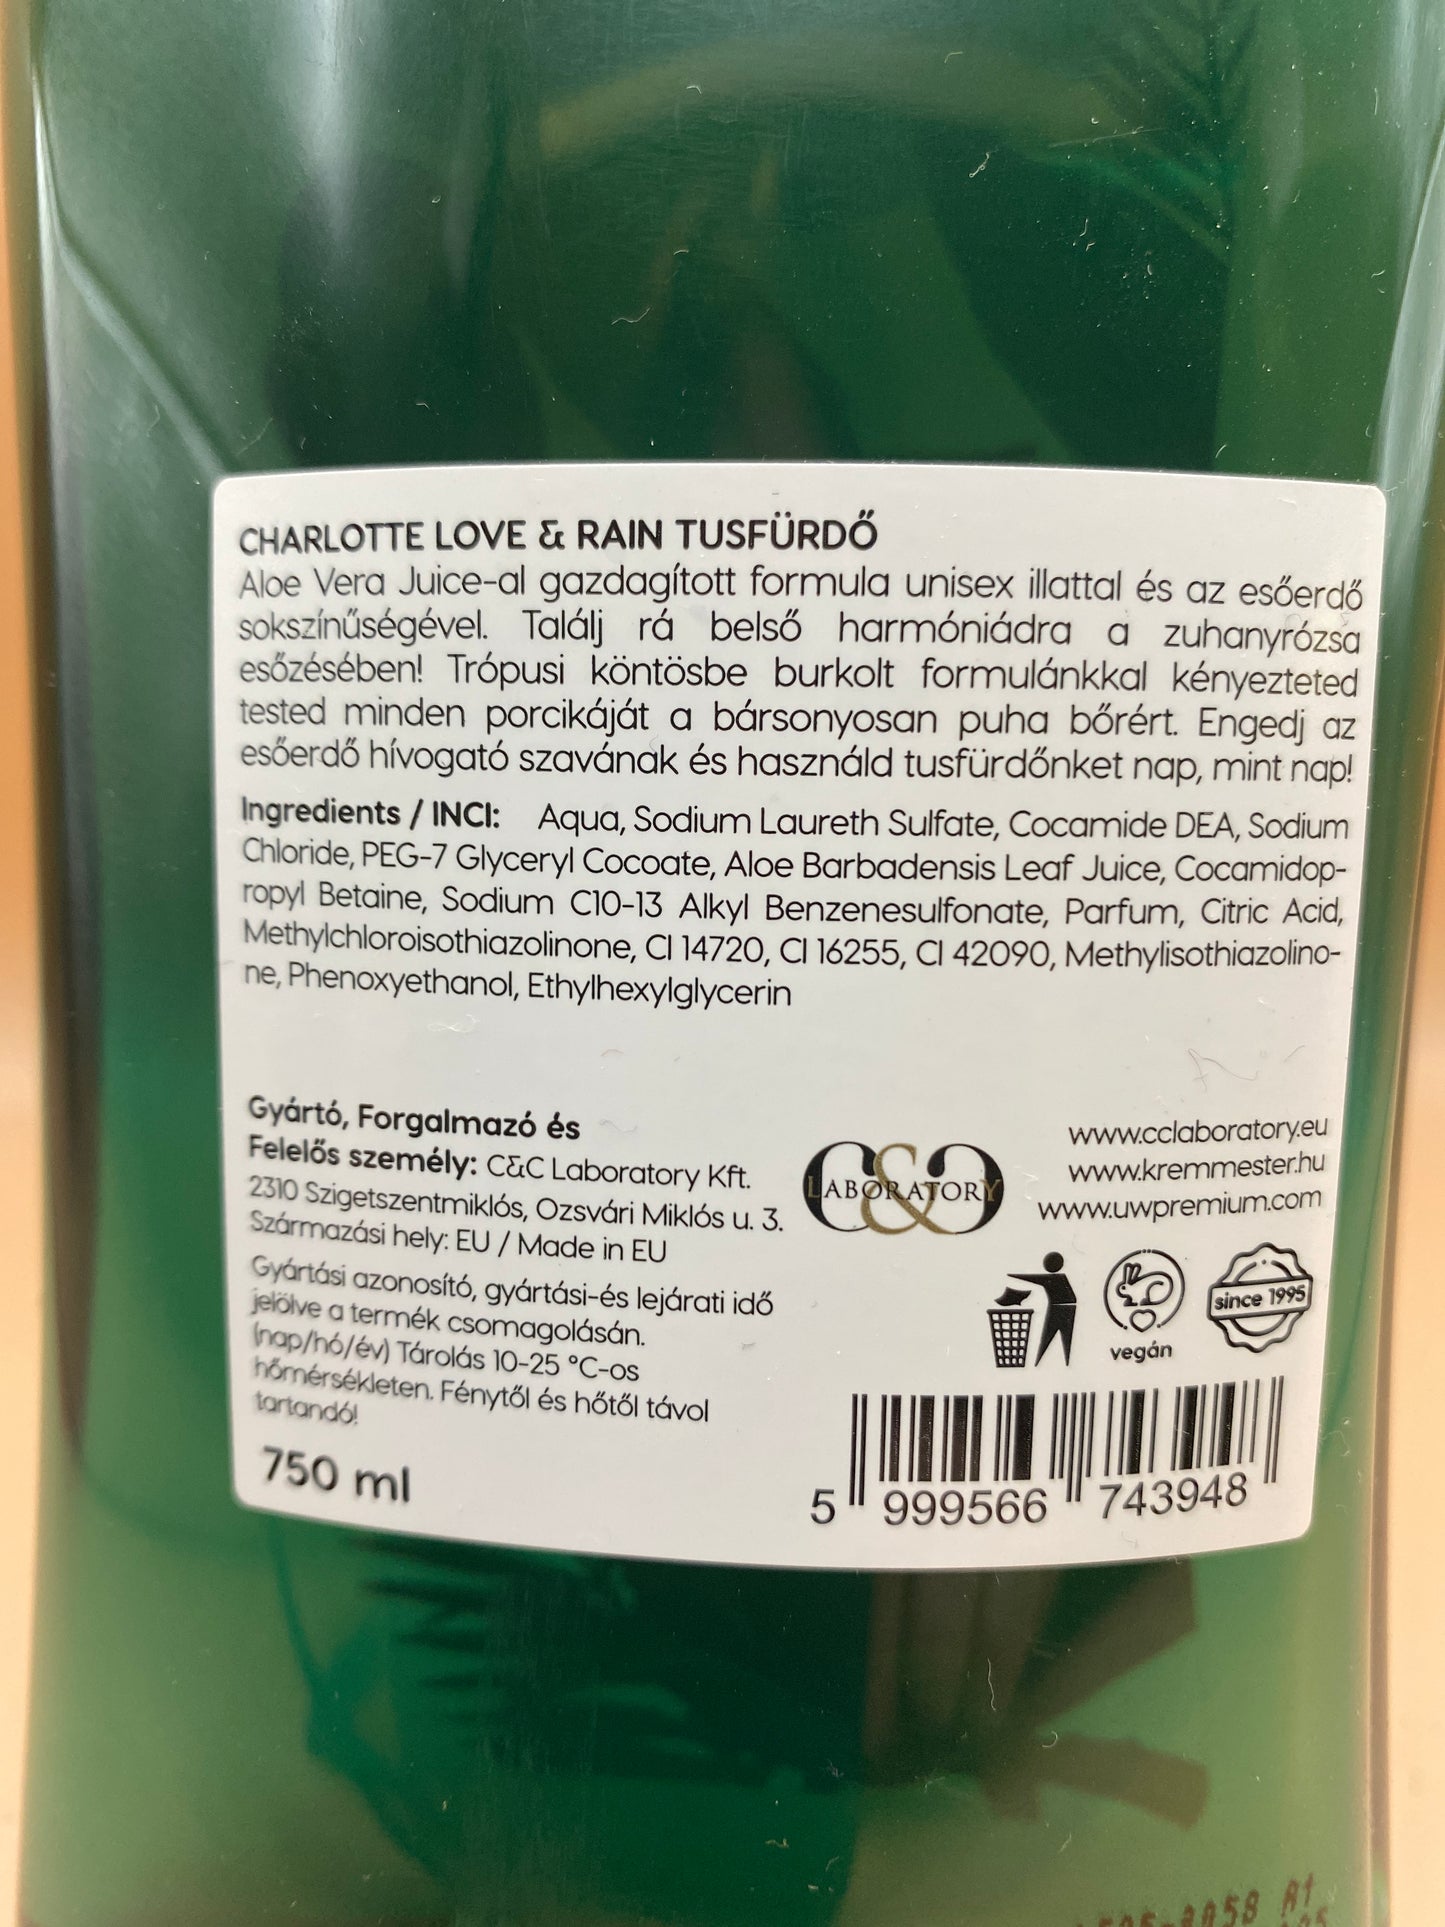 CHARLOTTE LOVE & RAIN TUSFÜRDŐ
Aloe Vera Juice-al gazdagított formula unisex illattal és az esőerdő
sokszínűségével. Találj rá belső harmóniádra a zuhanyrózsa
esőzésében! Trópusi köntösbe burkolt formulánkkal kényezteted
tested minden porcikáját a bársonyosan puha bőrért. Engedj az
esőerdő hívogató szavának és használd tusfürdőnket nap, mint nap!
Ingredients / INCI: Aqua, Sodium Laureth Sulfate, Cocamide DEA, Sodium
Chloride, PEG-7 Glyceryl Cocoate, Aloe Barbadensis Leaf Juice, Cocamidop-
ropyl Betaine, Sodium C10-13 Alkyl Benzenesulfonate, Parfum, Citric Acid,
Methylchloroisothiazolinone, CI 14720, CI 16255, CI 42090, Methylisothiazolino-
ne, Phenoxyethanol, Ethylhexylglycerin
Gyártó, Forgalmazó és
Felelős személy: C&C Laboratory Kft.
2310 Szigetszentmiklós, Ozsvári Miklós u. 3.
Származási hely: EU / Made in EU
Gyártási azonosító, gyártási-és lejárati idő
jelölve a termék csomagolásán.
(nap/hó/év) Tárolás 10-25 °C-os
hőmérsékleten. Fénytől és hőtől távol
tartandó!
750 ml
C&C
LABORATORY
www.cclaboratory.eu
www.kremmester.hu
www.uwpremium.com
vegán
since 1995
5 999566 743948